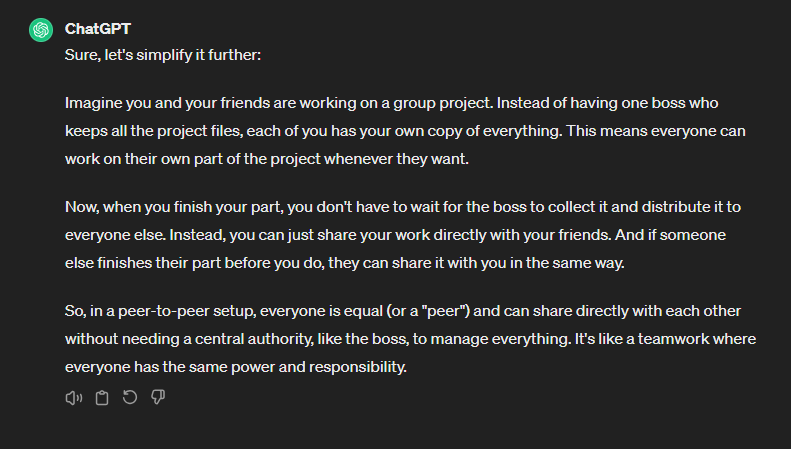 ChatGPT
Sure, let's simplify it further:
Imagine you and your friends are working on a group project. Instead of having one boss who
keeps all the project files, each of you has your own copy of everything. This means everyone can
work on their own part of the project whenever they want.
Now, when you finish your part, you don't have to wait for the boss to collect it and distribute it to
everyone else. Instead, you can just share your work directly with your friends. And if someone
else finishes their part before you do, they can share it with you in the same way.
So, in a peer-to-peer setup, everyone is equal (or a "peer") and can share directly with each other
without needing a central authority, like the boss, to manage everything. It's like a teamwork where
everyone has the same power and responsibility.